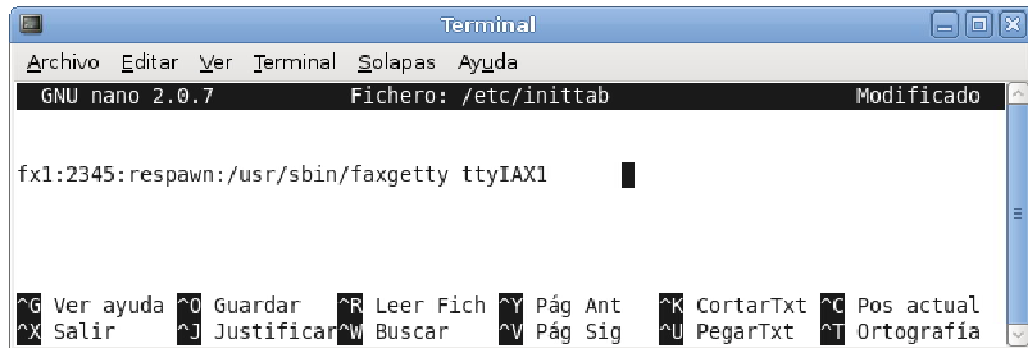 Terminal
Archivo Editar Ver Terminal Solapas Ayuda
GNU nano 2.0.7 Fichero: /etc/inittab Modificado
fx1:2345:respawn:/usr/sbin/faxgetty ttyIAX1
^G Ver ayuda ^O Guardar ^R Leer Fich ^Y Pág Ant ^K CortarTxt ^C Pos actual
^X Salir ^J Justificar ^W Buscar ^V Pág Sig ^U PegarTxt ^T Ortografía